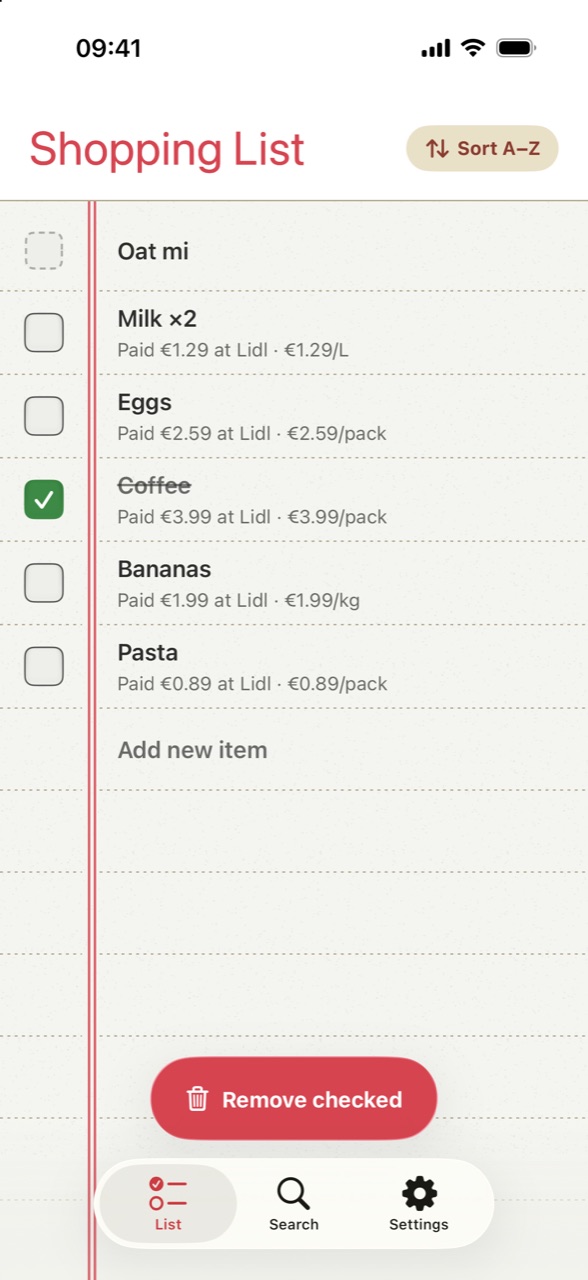 09:41
Shopping List
Sort A–Z
Oat mi
Milk ×2
Paid €1.29 at Lidl · €1.29/L
Eggs
Paid €2.59 at Lidl · €2.59/pack
Coffee
Paid €3.99 at Lidl · €3.99/pack
Bananas
Paid €1.99 at Lidl · €1.99/kg
Pasta
Paid €0.89 at Lidl · €0.89/pack
Add new item
Remove checked
List
Search
Settings